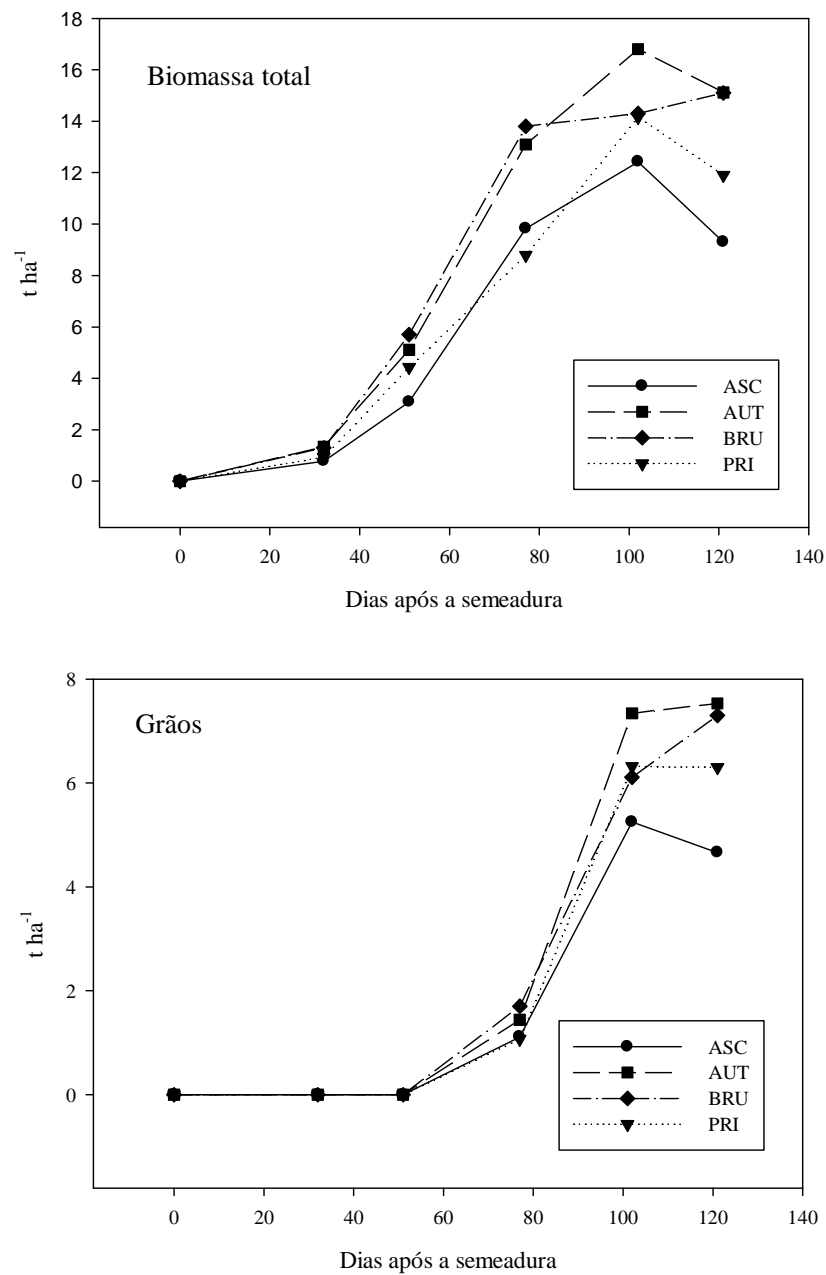 18
16
14
12
10
8
6
4
2
0
Biomassa total
t ha-1
ASC
AUT
BRU
PRI
0 20 40 60 80 100 120 140
Dias após a semeadura
8
6
4
2
0
Grãos
t ha-1
ASC
AUT
BRU
PRI
0 20 40 60 80 100 120 140
Dias após a semeadura